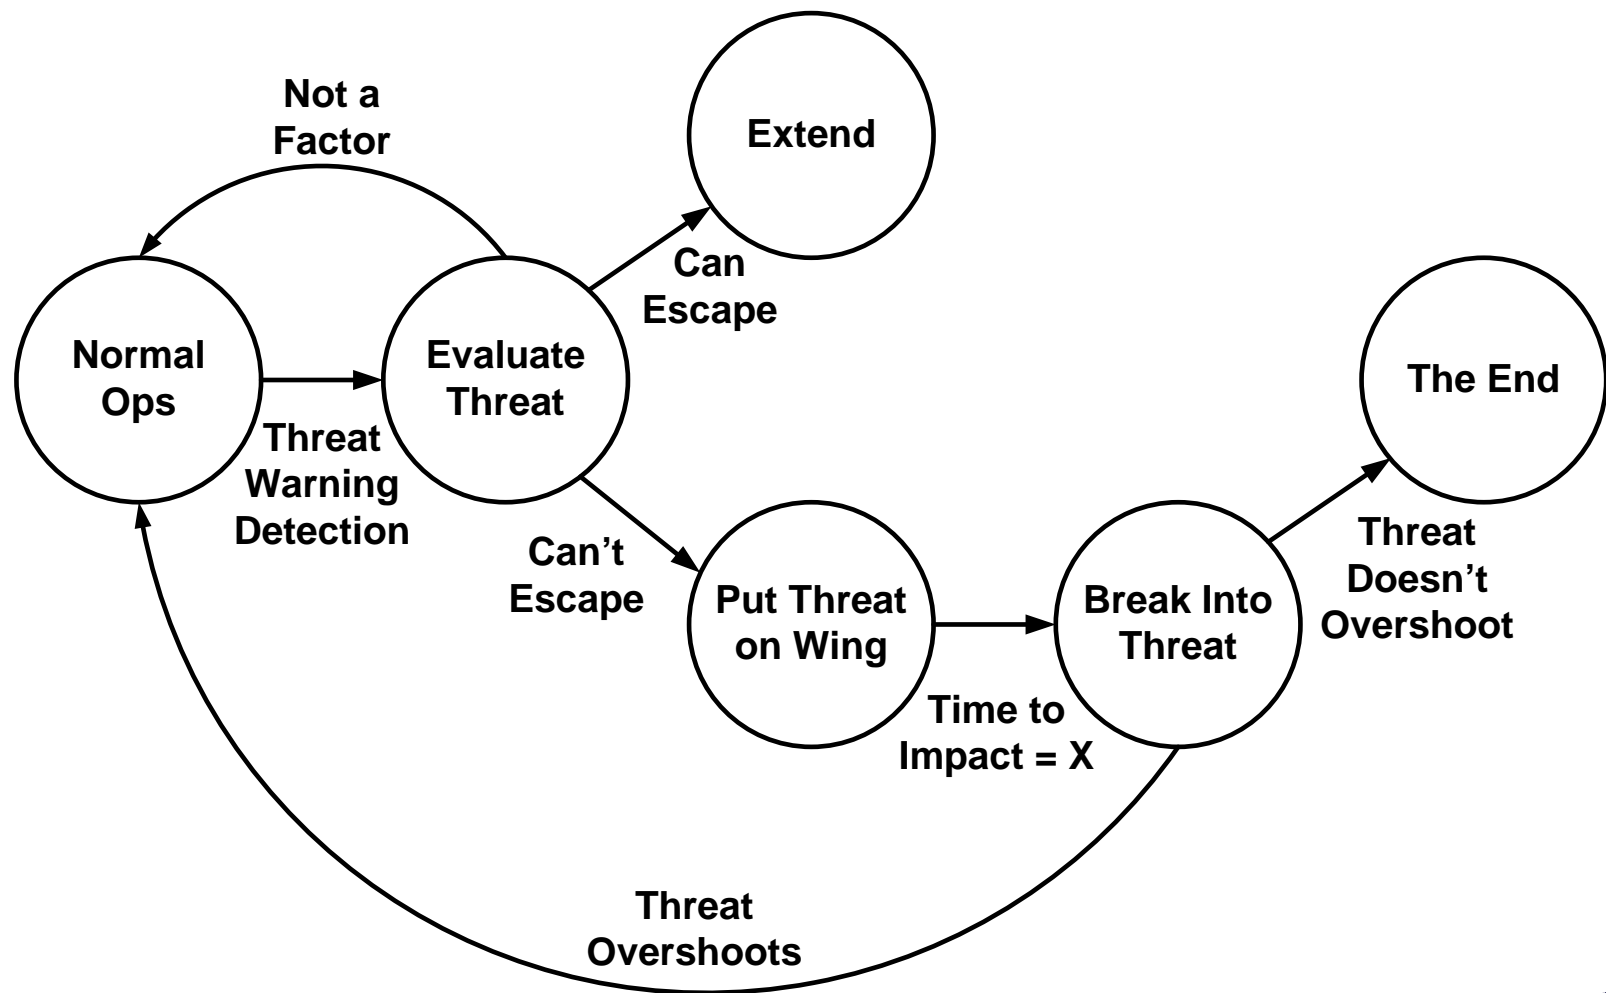 Not a
Factor
Extend
Can
Escape
Normal
Ops
Evaluate
Threat
The End
Threat
Warning
Detection
Can't
Escape
Put Threat
on Wing
Break Into
Threat
Threat
Doesn't
Overshoot
Time to
Impact = X
Threat
Overshoots